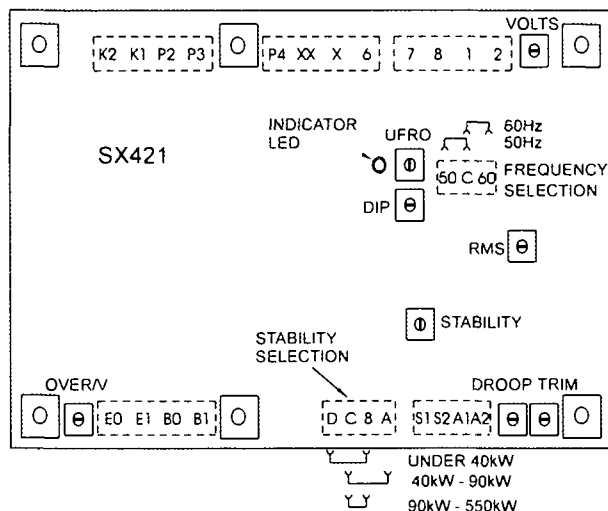 VOLTS
K2 K1 P2 P3 P4 XX X 6 7 8 1 2
INDICATOR
LED
UFRO
60Hz
50Hz
SX421
50 C 60
FREQUENCY
SELECTION
DIP
RMS
STABILITY
STABILITY
SELECTION
OVER/V
DROOP TRIM
E0 E1 B0 B1
D C 8 A
S1 S2 A1 A2
UNDER 40kW
40kW - 90kW
90kW - 550kW